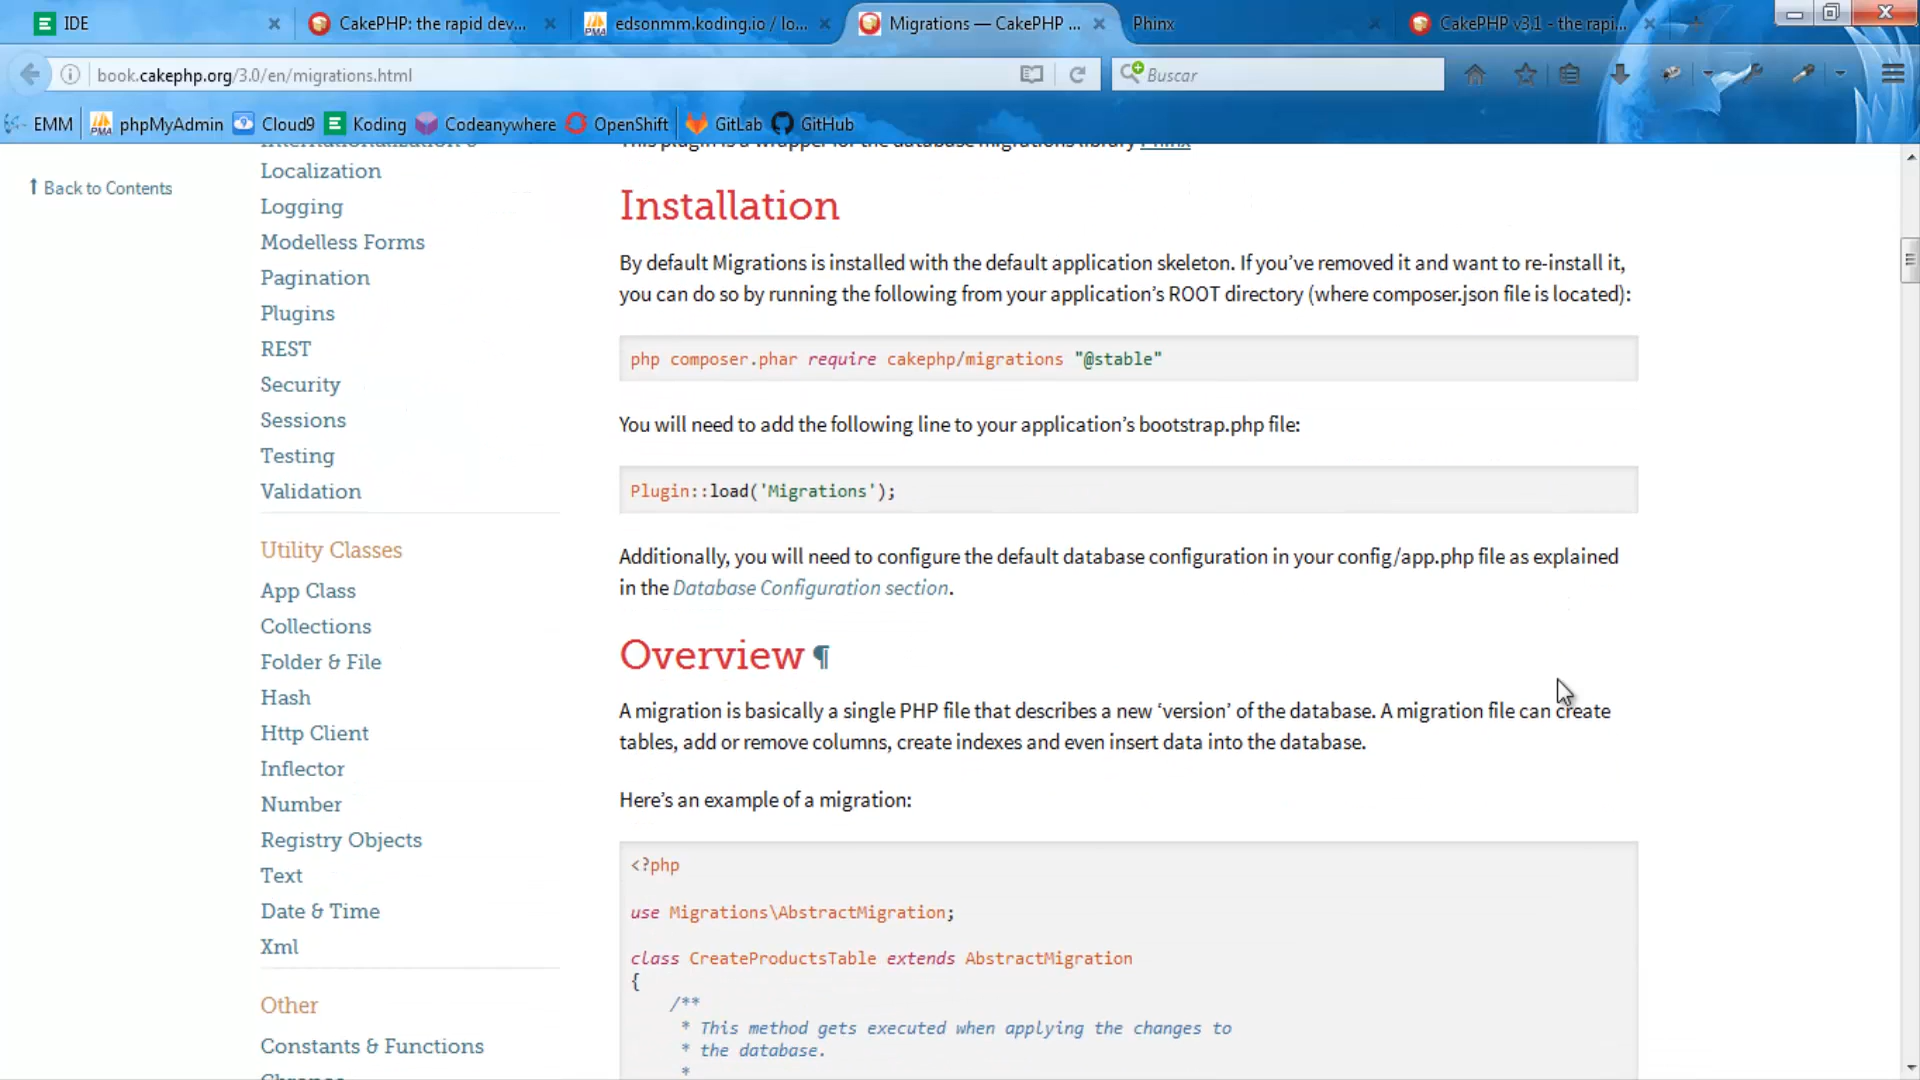 IDE
CakePHP: the rapid dev...
edsonmm.koding.io / lo...
Migrations — CakePHP ...
Phinx
CakePHP v3.1 - the rapi...
book.cakephp.org/3.0/en/migrations.html
Buscar
EMM
phpMyAdmin
Cloud9
Koding
Codeanywhere
OpenShift
GitLab
GitHub
Back to Contents
Localization
Logging
Modelless Forms
Pagination
Plugins
REST
Security
Sessions
Testing
Validation
Utility Classes
App Class
Collections
Folder & File
Hash
Http Client
Inflector
Number
Registry Objects
Text
Date & Time
Xml
Other
Constants & Functions
This plugin is a wrapper for the database migrations library Phinx
Installation
By default Migrations is installed with the default application skeleton. If you’ve removed it and want to re-install it,
you can do so by running the following from your application’s ROOT directory (where composer.json file is located):
php composer.phar require cakephp/migrations "@stable"
You will need to add the following line to your application’s bootstrap.php file:
Plugin::load('Migrations');
Additionally, you will need to configure the default database configuration in your config/app.php file as explained
in the Database Configuration section.
Overview ¶
A migration is basically a single PHP file that describes a new ‘version’ of the database. A migration file can create
tables, add or remove columns, create indexes and even insert data into the database.
Here’s an example of a migration:
<?php
use Migrations\AbstractMigration;
class CreateProductsTable extends AbstractMigration
{
/**
* This method gets executed when applying the changes to
* the database.
*